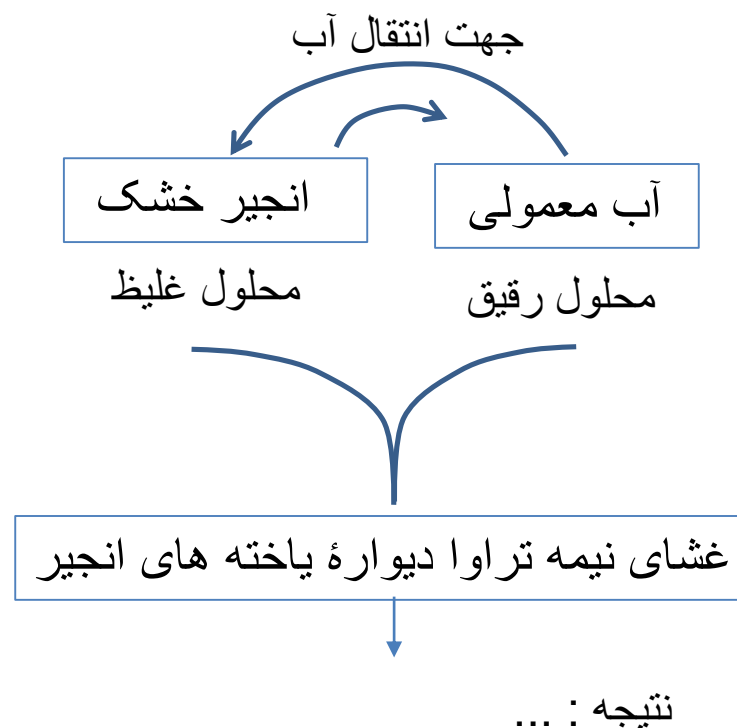 جهت انتقال آب
آب معمولی
انجیر خشک
محلول رقیق
محلول غلیظ
غشای نیمه تراوا دیوارۀ یاخته های انجیر
نتیجه : ...